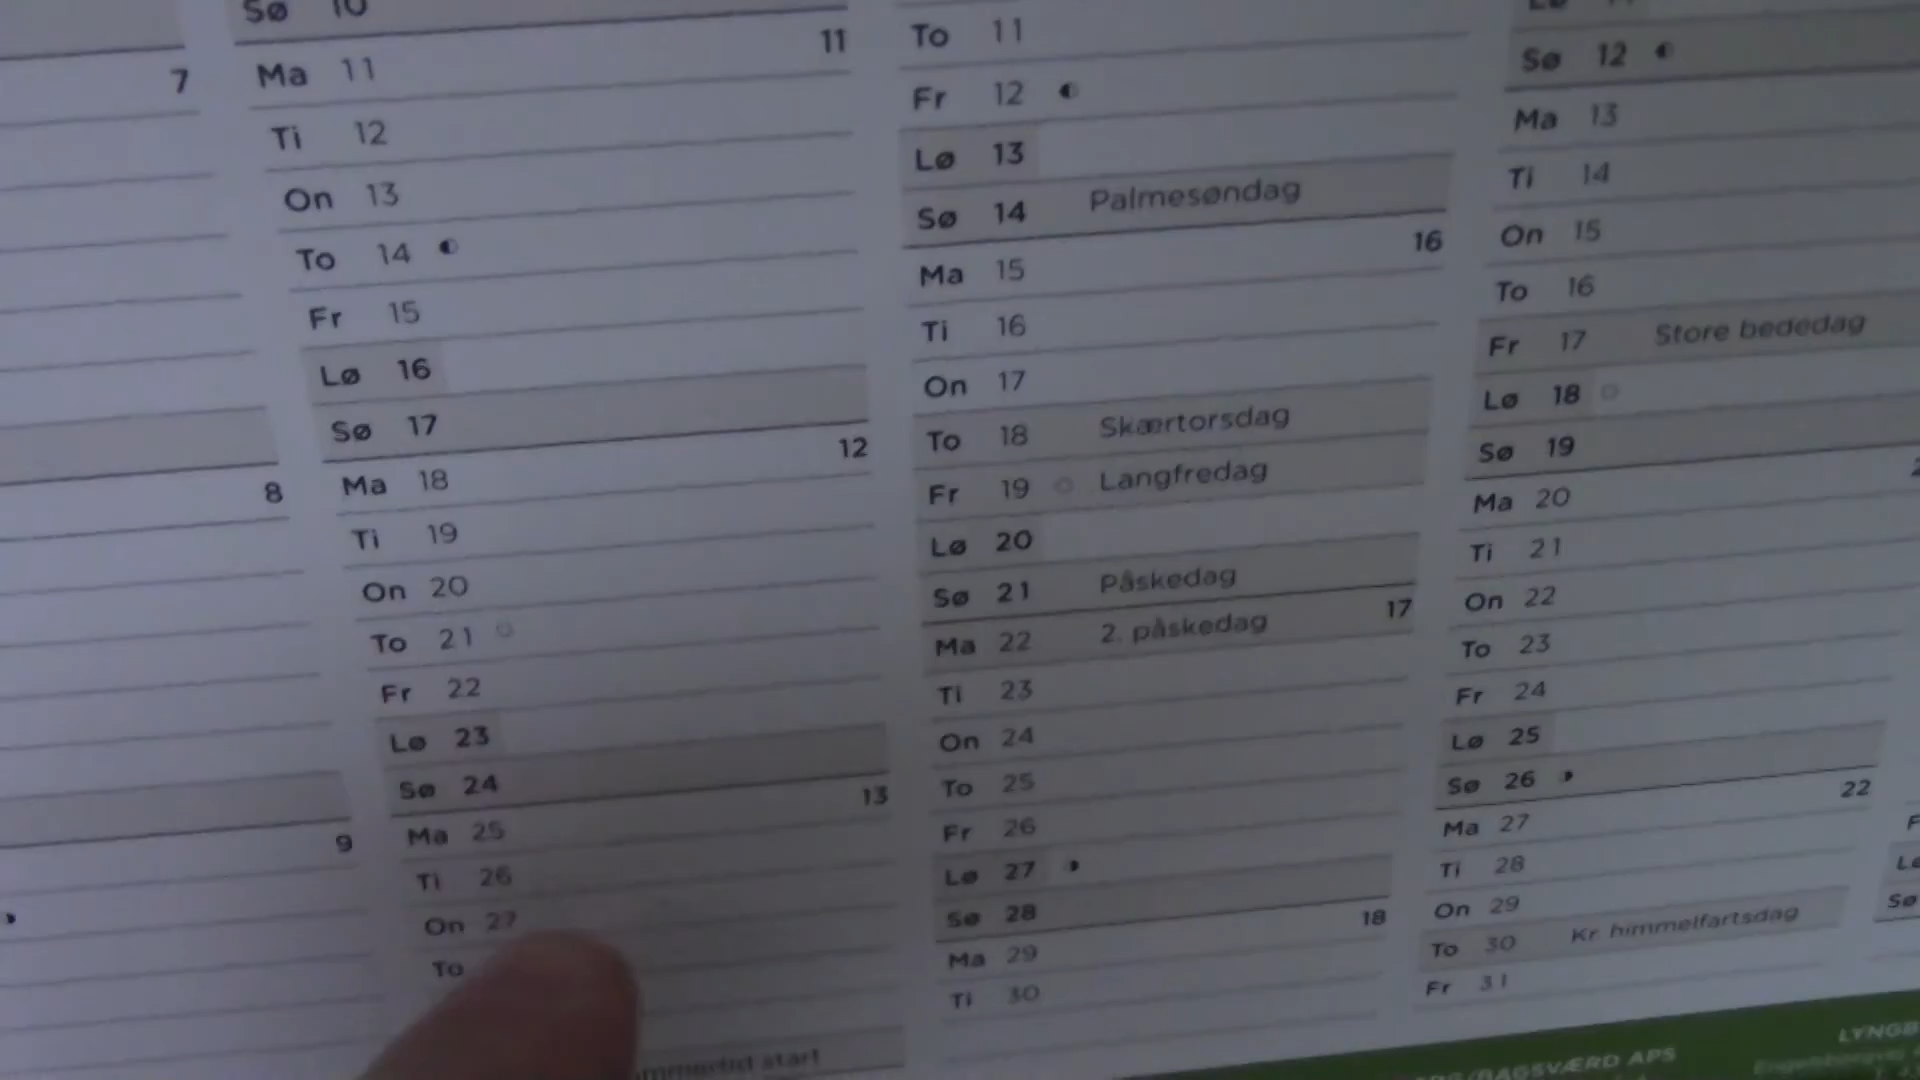 7
8
9
Sø 10
Ma 11 11
Ti 12
On 13
To 14
Fr 15
Lø 16
Sø 17
Ma 18 12
Ti 19
On 20
To 21
Fr 22
Lø 23
Sø 24
Ma 25 13
Ti 26
On 27
To
start
To 11
Fr 12
Lø 13
Sø 14 Palmesøndag
Ma 15 16
Ti 16
On 17
To 18 Skærtorsdag
Fr 19 Langfredag
Lø 20
Sø 21 Påskedag
Ma 22 2. påskedag 17
Ti 23
On 24
To 25
Fr 26
Lø 27
Sø 28
Ma 29 18
Ti 30
Sø 12
Ma 13
Ti 14
On 15
To 16
Fr 17 Store bededag
Lø 18
Sø 19
Ma 20
Ti 21
On 22
To 23
Fr 24
Lø 25
Sø 26
Ma 27 22
Ti 28
On 29
To 30 Kr. himmelfartsdag
Fr 31
Sø
BAGSVÆRD APS